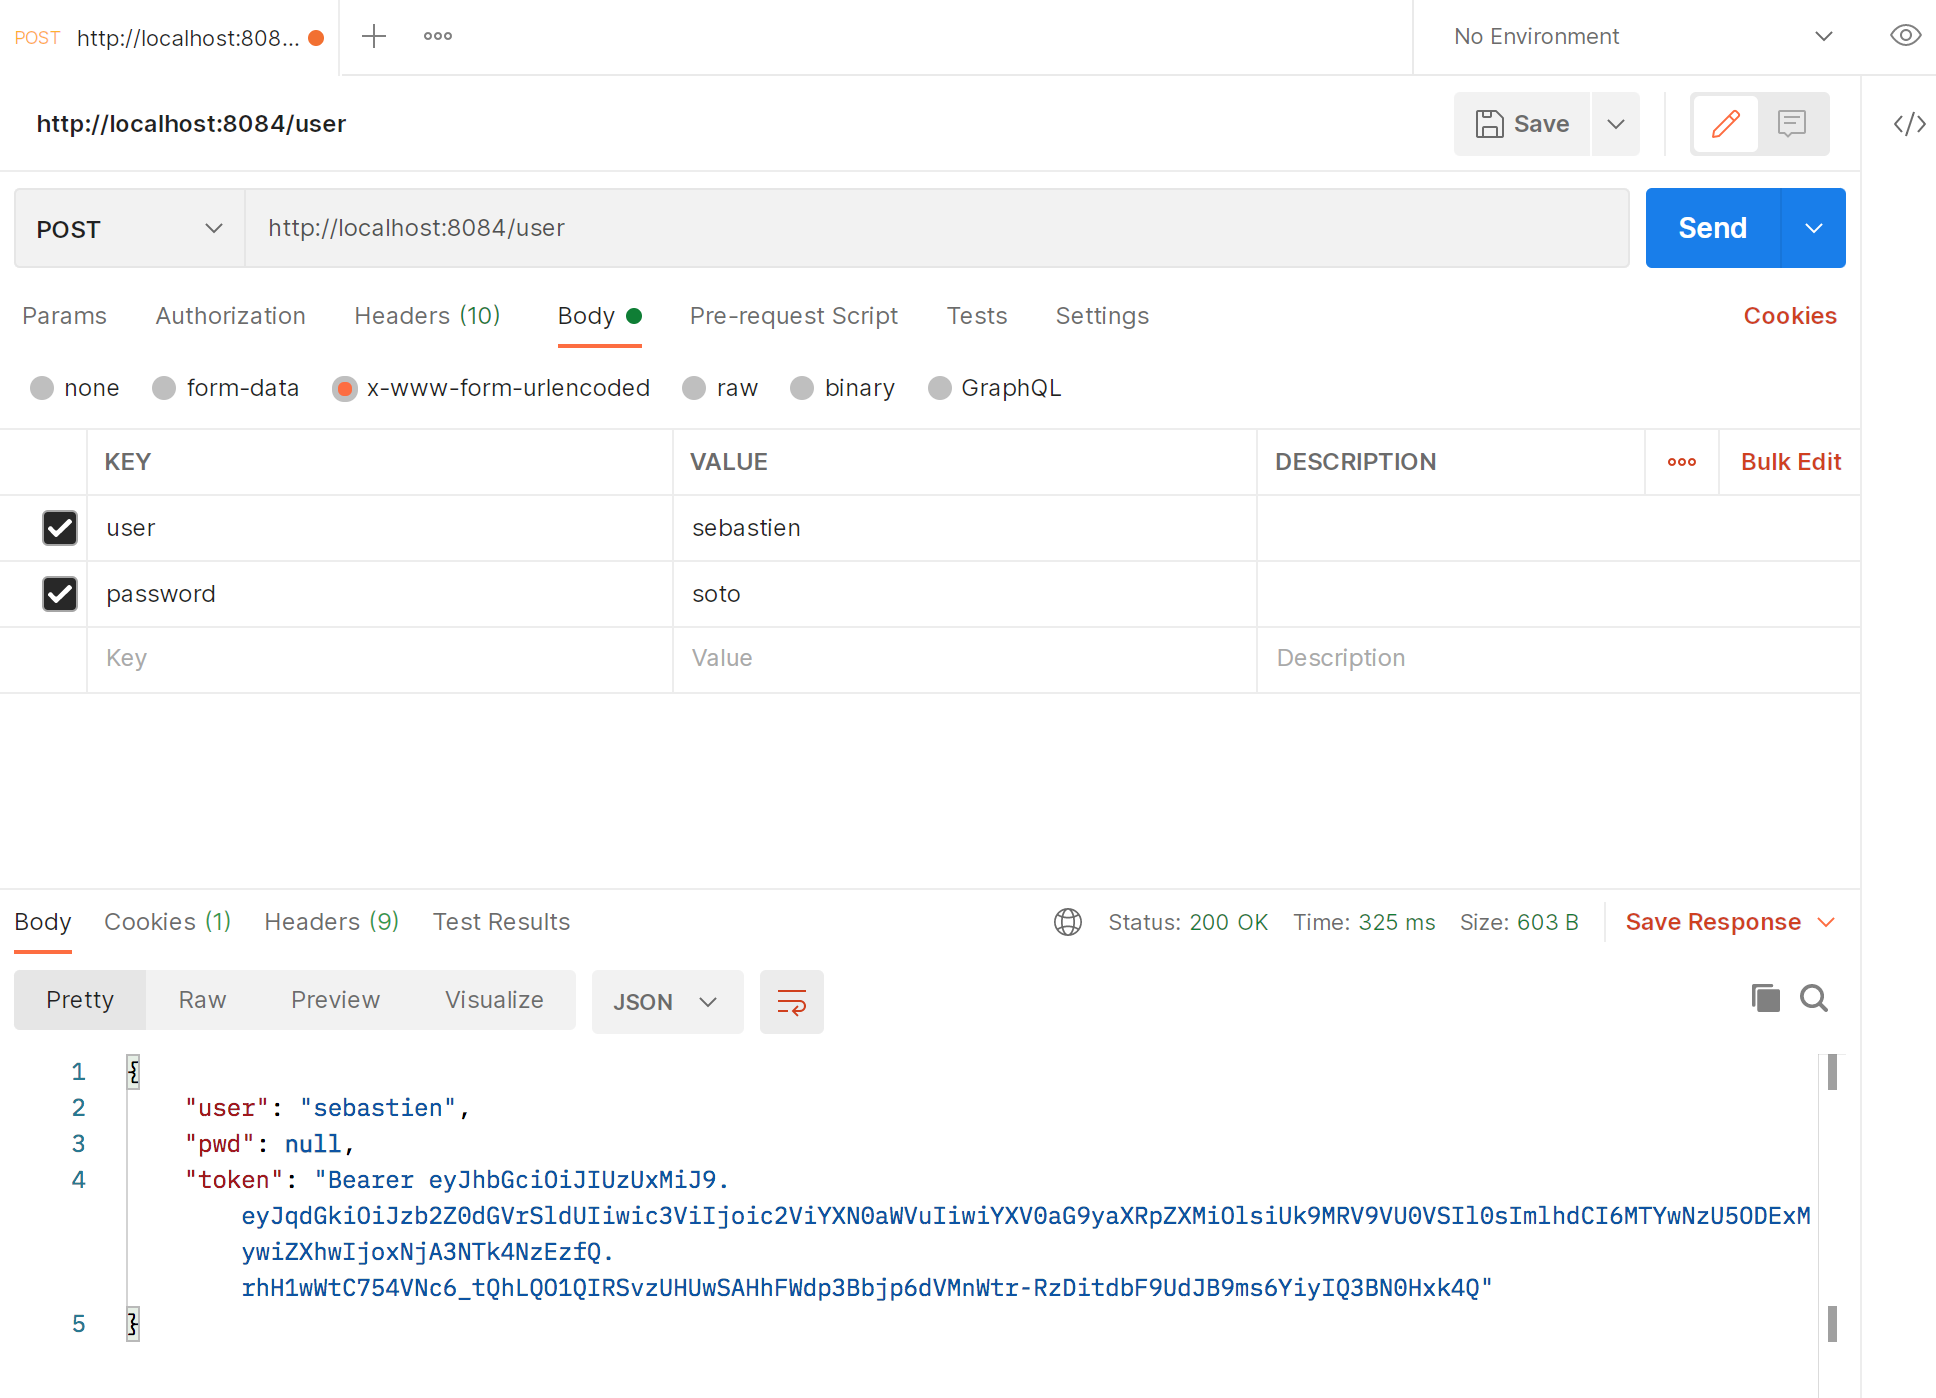 POST http://localhost:808...
No Environment
http://localhost:8084/user
Save
POST
http://localhost:8084/user
Send
Params Authorization Headers (10) Body Pre-request Script Tests Settings Cookies
none form-data x-www-form-urlencoded raw binary GraphQL
KEY VALUE DESCRIPTION Bulk Edit
user sebastien
password soto
Key Value Description
Body Cookies (1) Headers (9) Test Results Status: 200 OK Time: 325 ms Size: 603 B Save Response
Pretty Raw Preview Visualize JSON
1 {
2 "user": "sebastien",
3 "pwd": null,
4 "token": "Bearer eyJhbGciOiJIUzUxMiJ9.
eyJqdGkiOiJzb2Z0dGVrSldUIiwic3ViIjoic2ViYXN0aWVuIiwiYXV0aG9yaXRpZXMiOlsiUk9MRV9VU0VSIl0sImlhdCI6MTYwNzU5ODExM
ywiZXhwIjoxNjA3NTk4NzEzfQ.
rhH1wWtC754VNc6_tQhLQO1QIRSvzUHUwSAHhFWdp3Bbjp6dVMnWtr-RzDitdbF9UdJB9ms6YiyIQ3BN0Hxk4Q"
5 }